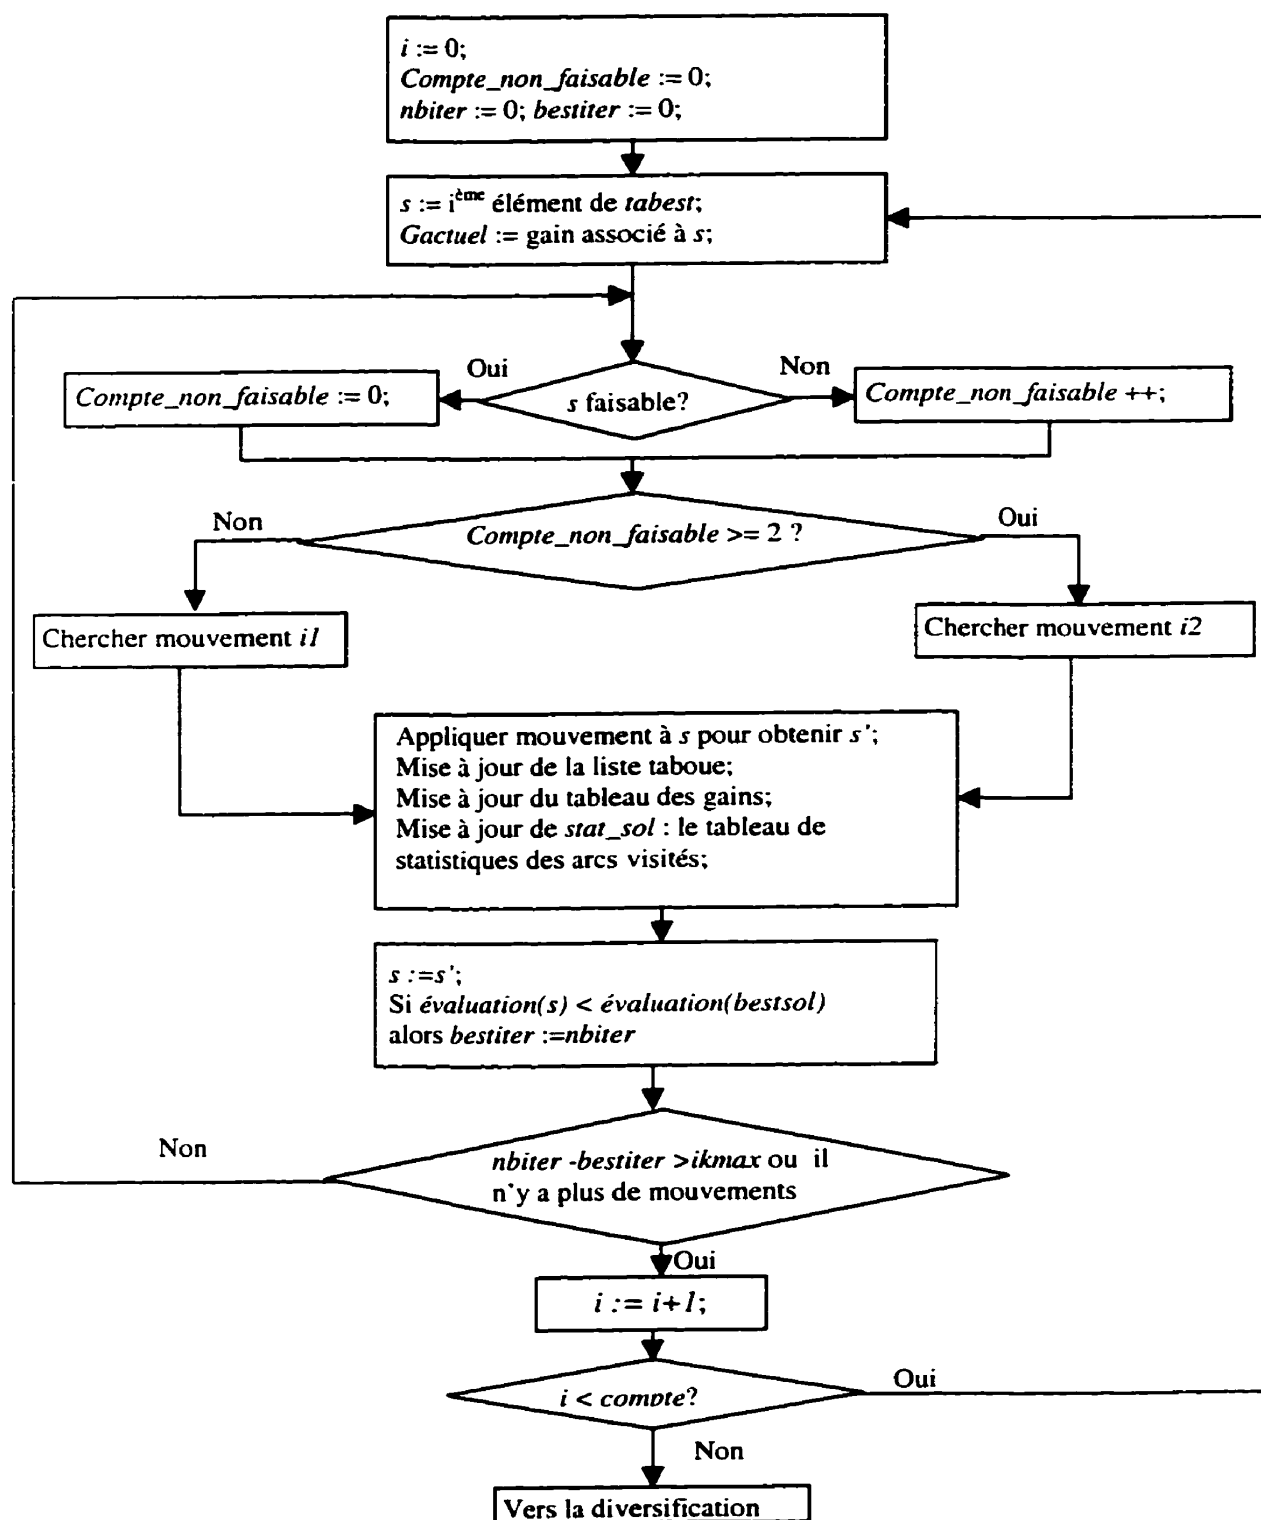 i := 0;
Compte_non_faisable := 0;
nbiter := 0; bestiter := 0;
s := ième élément de tabest;
Gactuel := gain associé à s;
Oui
Non
Compte_non_faisable := 0;
s faisable?
Compte_non_faisable ++;
Non
Oui
Compte_non_faisable >= 2 ?
Chercher mouvement i1
Chercher mouvement i2
Appliquer mouvement à s pour obtenir s';
Mise à jour de la liste taboue;
Mise à jour du tableau des gains;
Mise à jour de stat_sol : le tableau de
statistiques des arcs visités;
s :=s';
Si évaluation(s) < évaluation(bestsol)
alors bestiter :=nbiter
Non
nbiter -bestiter >ikmax ou il
n'y a plus de mouvements
Oui
i := i+1;
i < compte?
Oui
Non
Vers la diversification